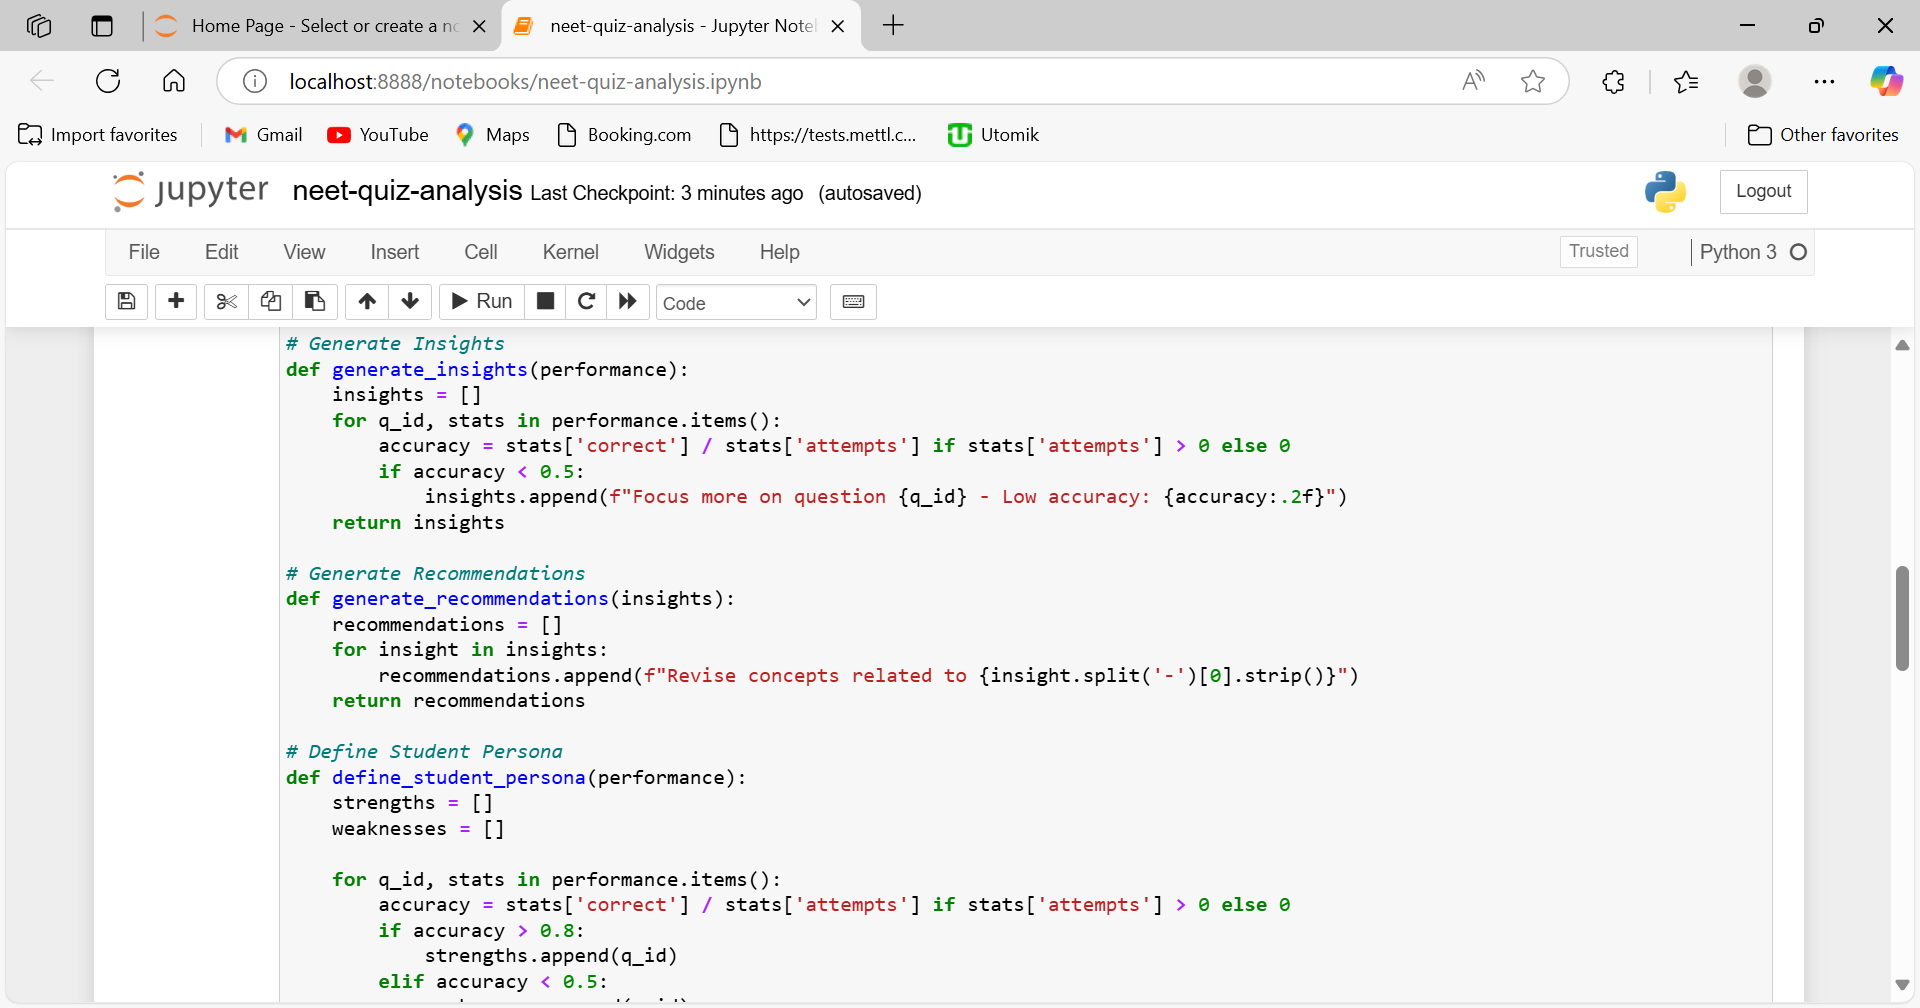 Home Page - Select or create a no
neet-quiz-analysis - Jupyter Note
localhost:8888/notebooks/neet-quiz-analysis.ipynb
Import favorites
Gmail
YouTube
Maps
Booking.com
https://tests.mettl.c...
Utomik
Other favorites
jupyter neet-quiz-analysis Last Checkpoint: 3 minutes ago (autosaved)
Logout
File Edit View Insert Cell Kernel Widgets Help
Trusted
Python 3
Run
Code
# Generate Insights
def generate_insights(performance):
    insights = []
    for q_id, stats in performance.items():
        accuracy = stats['correct'] / stats['attempts'] if stats['attempts'] > 0 else 0
        if accuracy < 0.5:
            insights.append(f"Focus more on question {q_id} - Low accuracy: {accuracy:.2f}")
    return insights
# Generate Recommendations
def generate_recommendations(insights):
    recommendations = []
    for insight in insights:
        recommendations.append(f"Revise concepts related to {insight.split('-')[0].strip()}")
    return recommendations
# Define Student Persona
def define_student_persona(performance):
    strengths = []
    weaknesses = []
    for q_id, stats in performance.items():
        accuracy = stats['correct'] / stats['attempts'] if stats['attempts'] > 0 else 0
        if accuracy > 0.8:
            strengths.append(q_id)
        elif accuracy < 0.5: